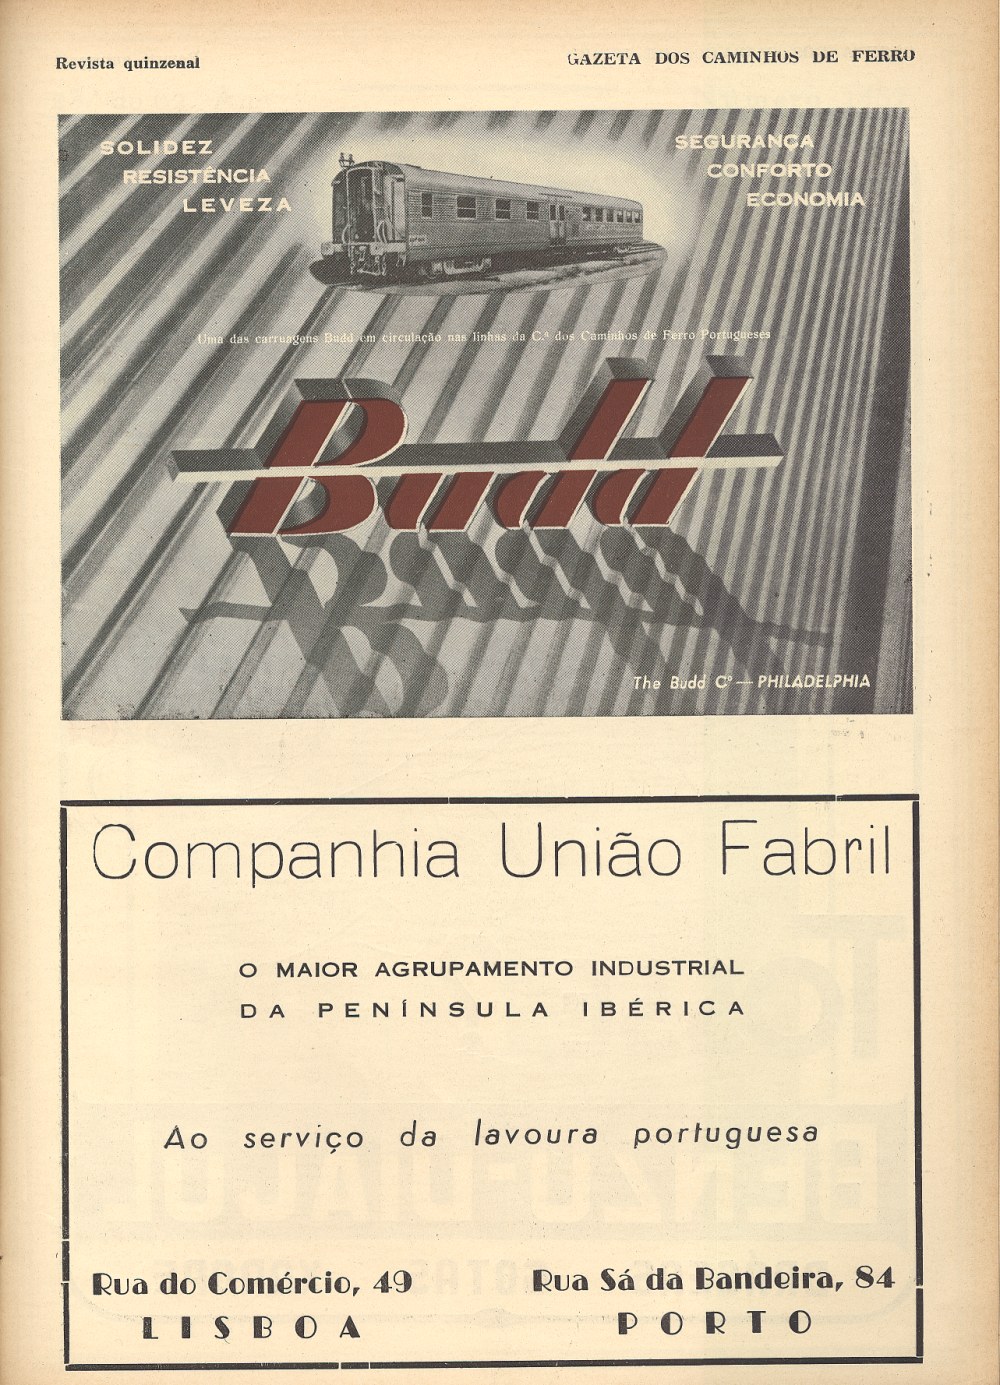 Revista quinzenal
GAZETA DOS CAMINHOS DE FERRO
SOLIDEZ
RESISTÊNCIA
LEVEZA
SEGURANÇA
CONFORTO
ECONOMIA
Uma das carruagens Budd em circulação nas linhas da C.ª dos Caminhos de Ferro Portugueses
Budd
The Budd Cº — PHILADELPHIA
Companhia União Fabril
O MAIOR AGRUPAMENTO INDUSTRIAL
DA PENÍNSULA IBÉRICA
Ao serviço da lavoura portuguesa
Rua do Comércio, 49
LISBOA
Rua Sá da Bandeira, 84
PORTO